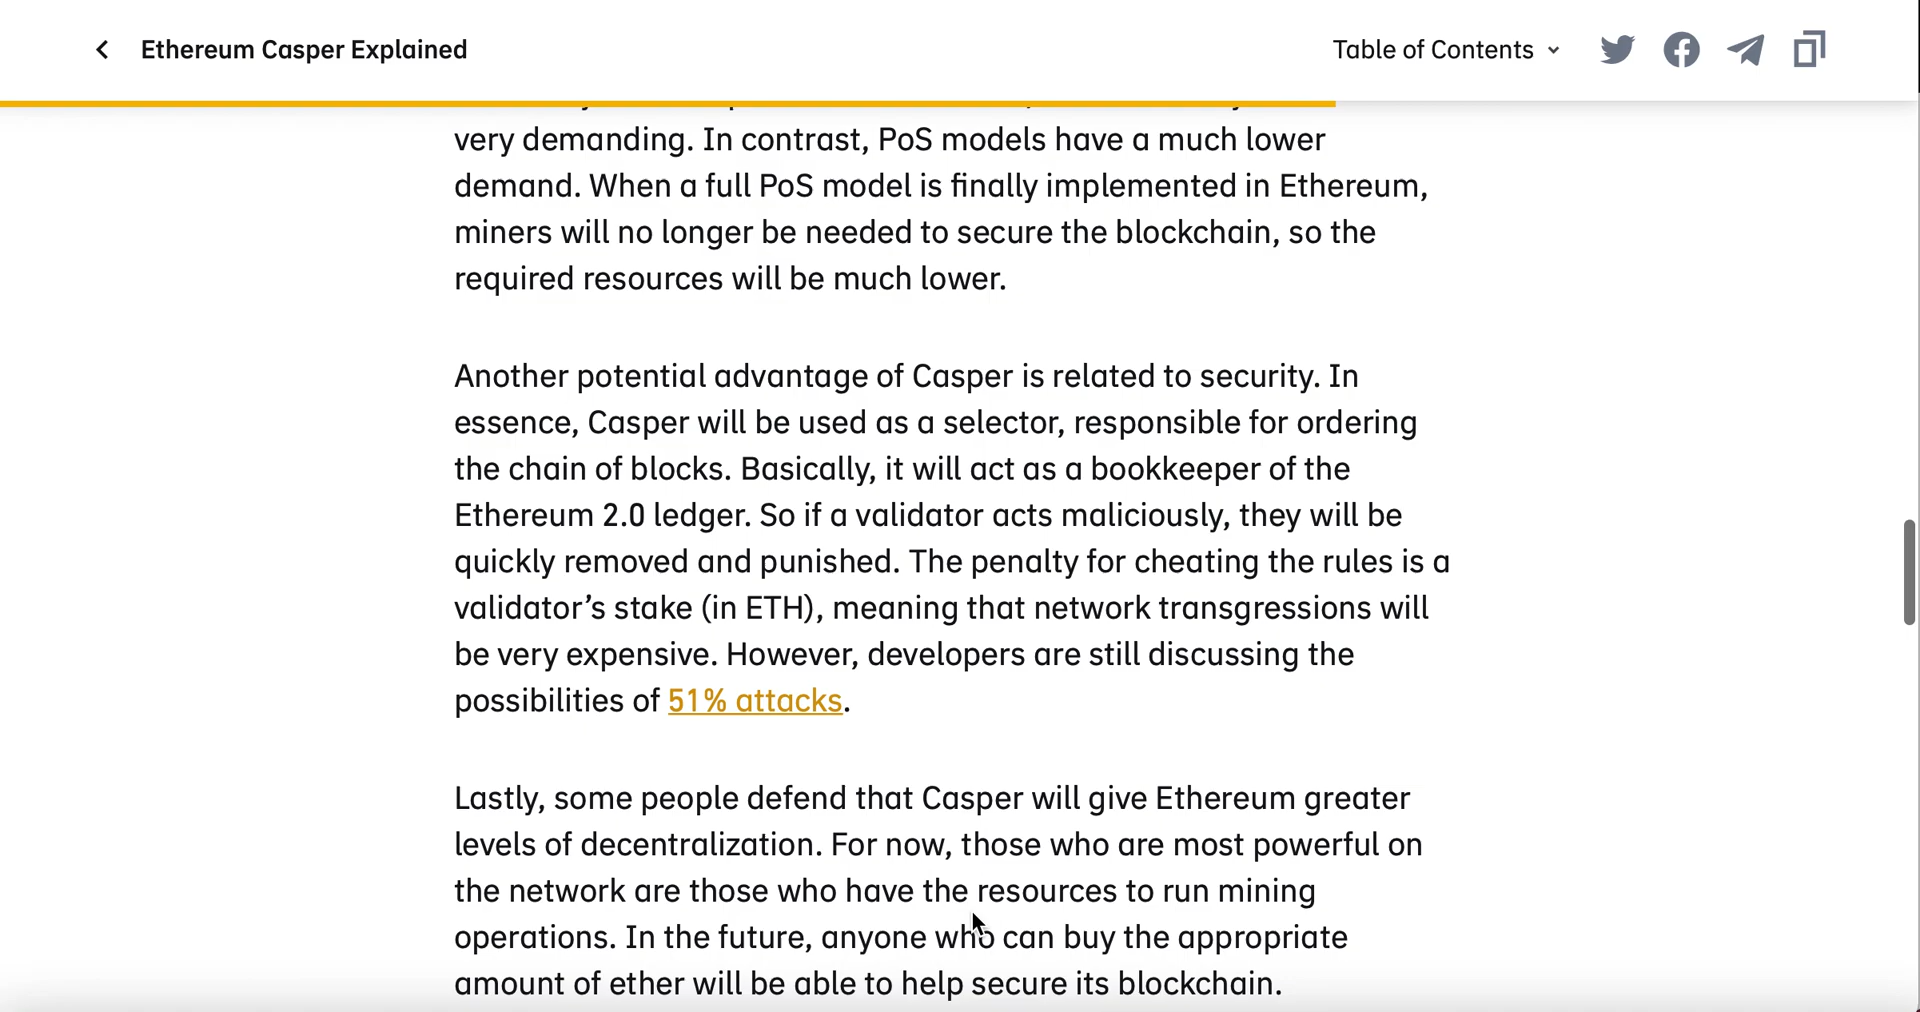 Ethereum Casper Explained
Table of Contents
very demanding. In contrast, PoS models have a much lower
demand. When a full PoS model is finally implemented in Ethereum,
miners will no longer be needed to secure the blockchain, so the
required resources will be much lower.
Another potential advantage of Casper is related to security. In
essence, Casper will be used as a selector, responsible for ordering
the chain of blocks. Basically, it will act as a bookkeeper of the
Ethereum 2.0 ledger. So if a validator acts maliciously, they will be
quickly removed and punished. The penalty for cheating the rules is a
validator’s stake (in ETH), meaning that network transgressions will
be very expensive. However, developers are still discussing the
possibilities of 51% attacks.
Lastly, some people defend that Casper will give Ethereum greater
levels of decentralization. For now, those who are most powerful on
the network are those who have the resources to run mining
operations. In the future, anyone who can buy the appropriate
amount of ether will be able to help secure its blockchain.